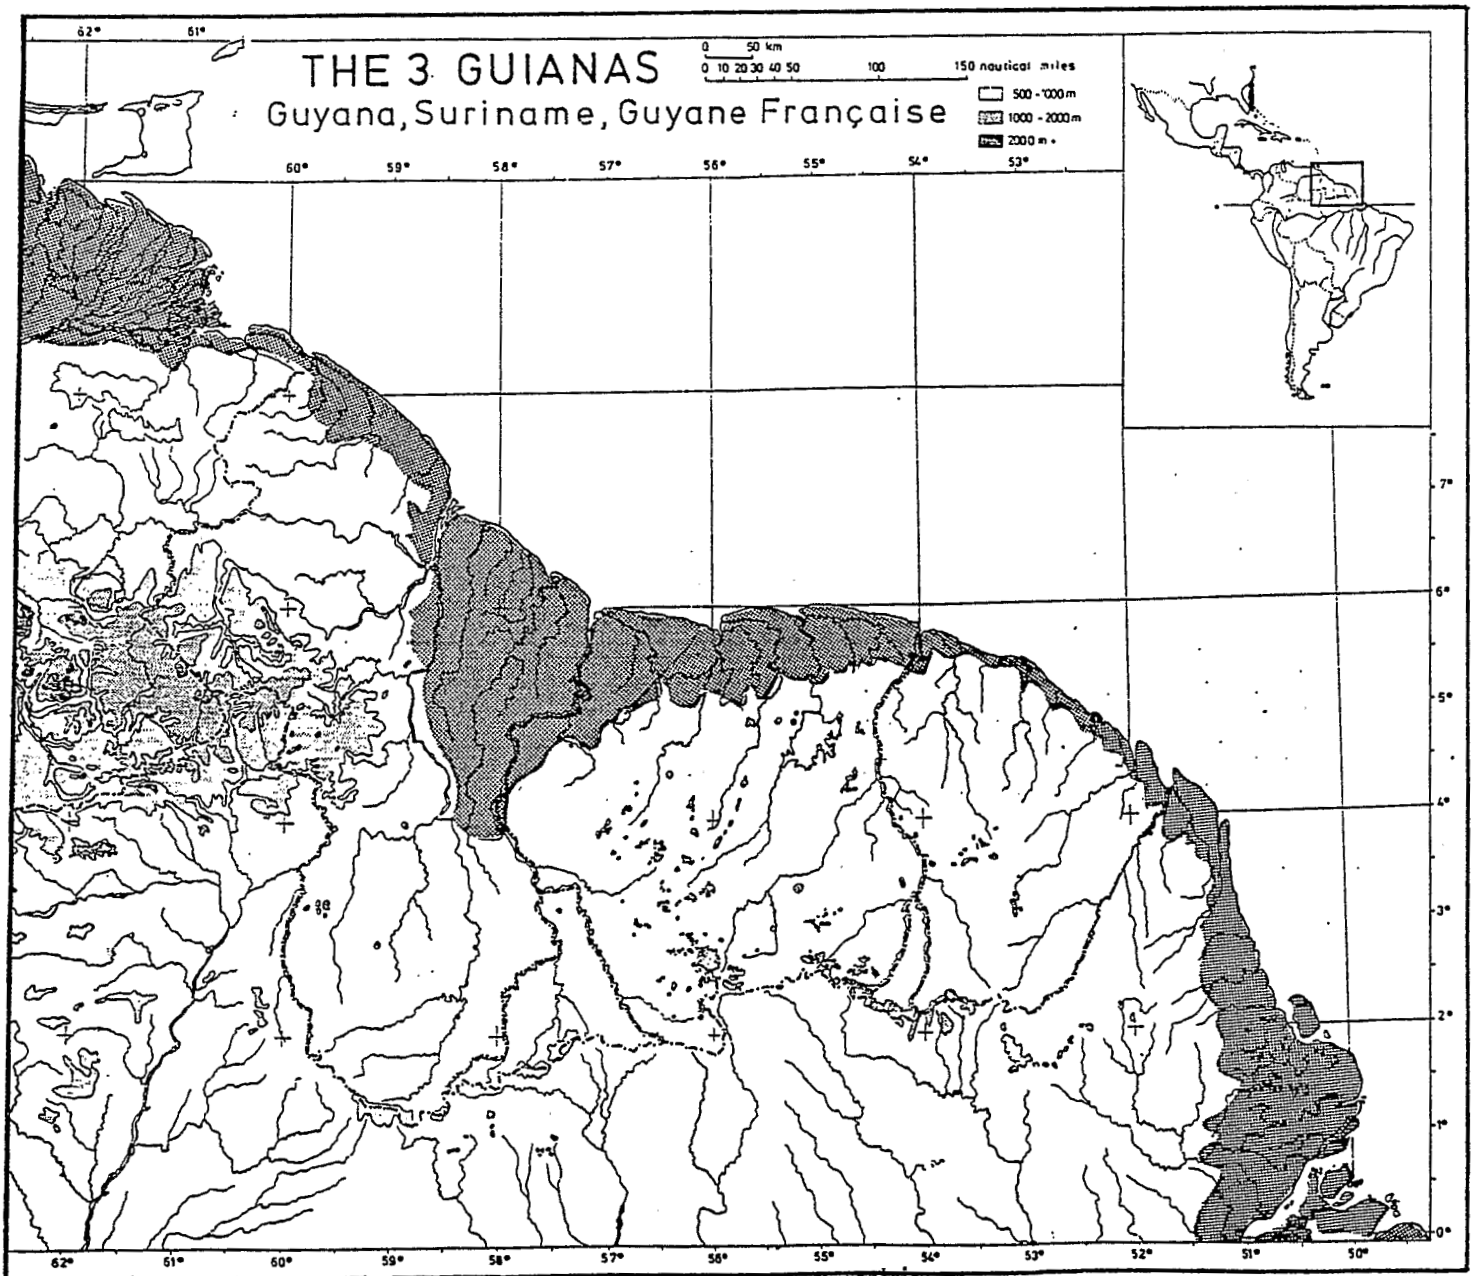 62° 61°
THE 3 GUIANAS
Guyana, Suriname, Guyane Française
0 50 km
0 10 20 30 40 50 100 150 nautical miles
500 - 1000 m
1000 - 2000 m
2000 m +
60° 59° 58° 57° 56° 55° 54° 53°
7°
6°
5°
4°
3°
2°
1°
0°
62° 61° 60° 59° 58° 57° 56° 55° 54° 53° 52° 51° 50°